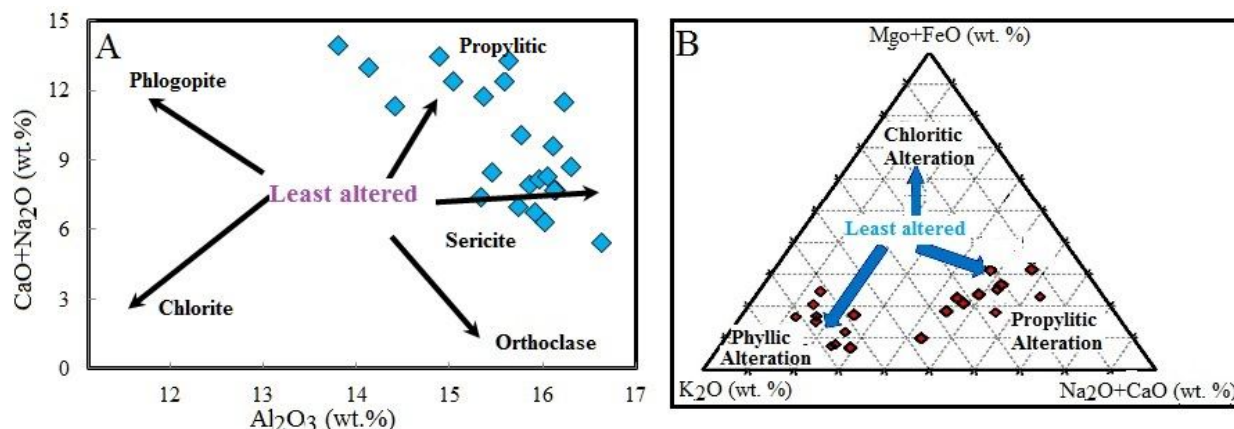 A
15
12
9
6
3
0
CaO+Na2O (wt.%)
Phlogopite
Propylitic
Least altered
Sericite
Chlorite
Orthoclase
12
13
14
15
16
17
Al2O3 (wt.%)
B
Mgo+FeO (wt. %)
Chloritic
Alteration
Least altered
Phyllic
Alteration
Propylitic
Alteration
K2O (wt. %)
Na2O+CaO (wt. %)